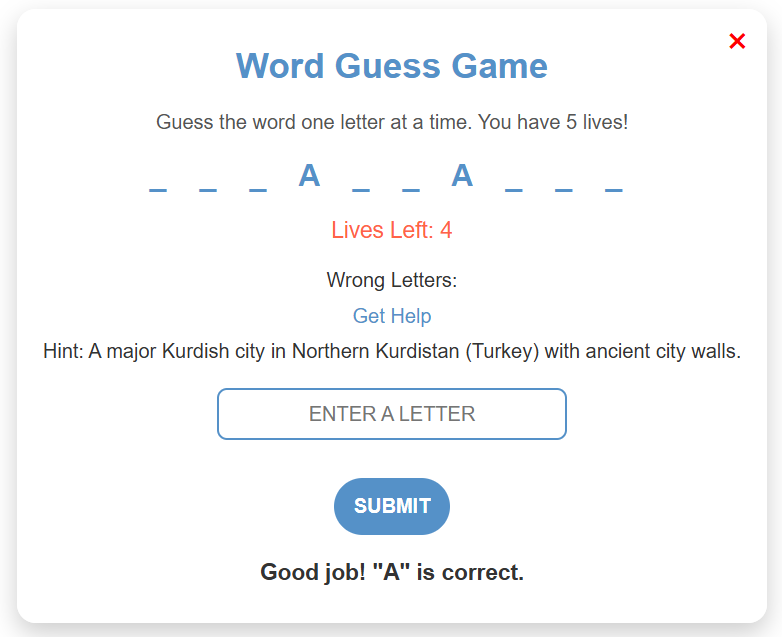 ×
Word Guess Game
Guess the word one letter at a time. You have 5 lives!
_ _ _ A _ _ A _ _ _
Lives Left: 4
Wrong Letters:
Get Help
Hint: A major Kurdish city in Northern Kurdistan (Turkey) with ancient city walls.
ENTER A LETTER
SUBMIT
Good job! "A" is correct.